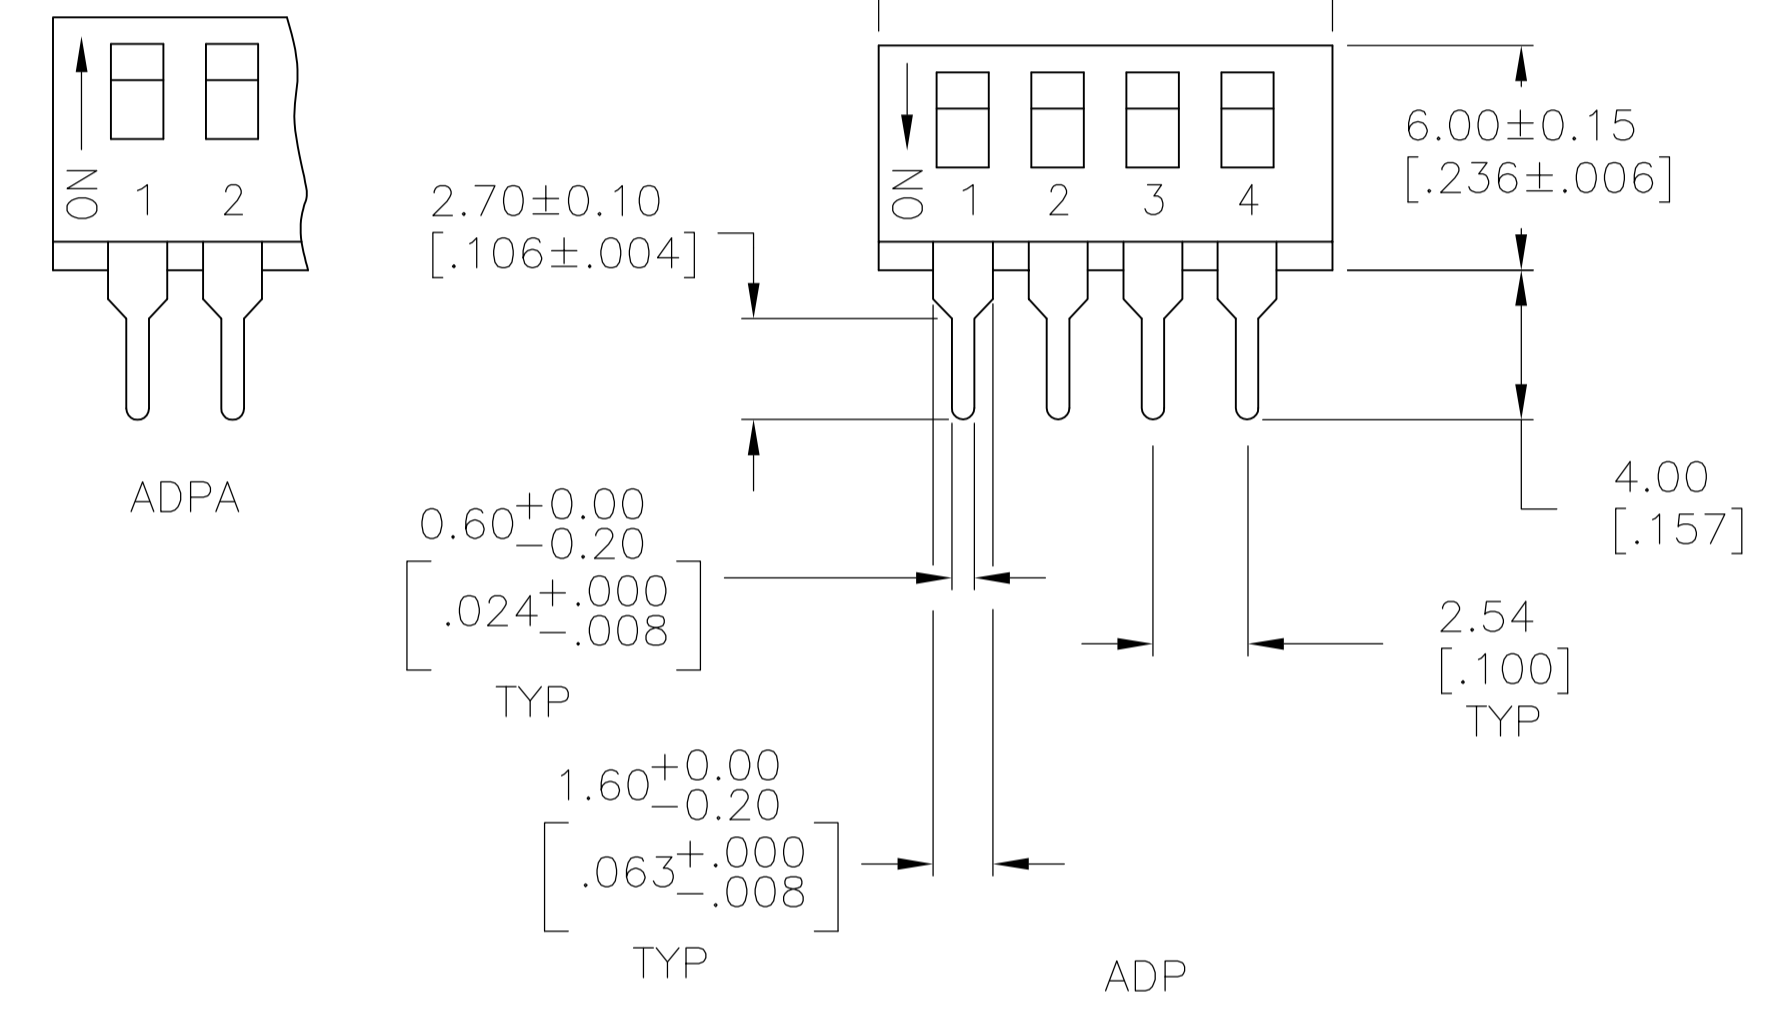 ON 1 2
ADPA
ON 1 2 3 4
2.70±0.10
[.106±.004]
6.00±0.15
[.236±.006]
4.00
[.157]
0.60 +0.00
-0.20
[.024 +.000
-.008]
TYP
2.54
[.100]
TYP
1.60 +0.00
-0.20
[.063 +.000
-.008]
TYP
ADP